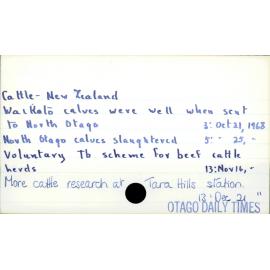 Cattle - New Zealand
Waikato calves were well when sent
to North Otago 3: Oct 21, 1968
North Otago calves slaughtered 5: " 25, "
Voluntary Tb scheme for beef cattle
herds 13: Nov 16, "
More cattle research at Tara Hills station.
13: Dec 21 "
OTAGO DAILY TIMES